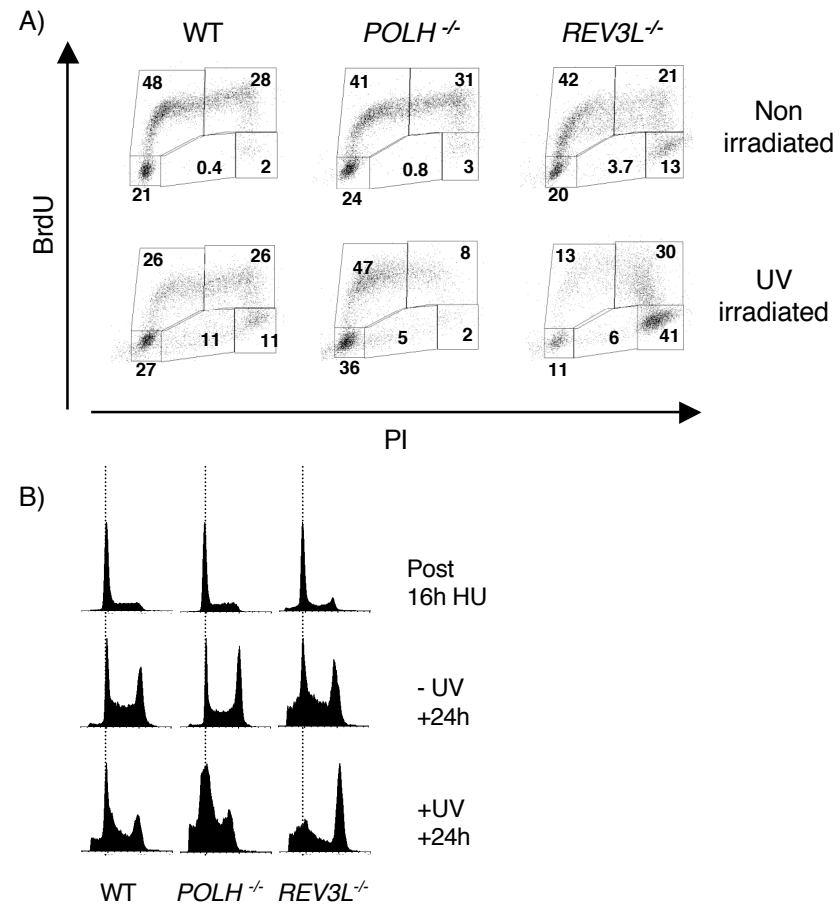 A)
WT POLH -/- REV3L-/-
48 28 41 31 42 21
0.4 2 0.8 3 3.7 13
21 24 20
Non
irradiated
BrdU
26 26 47 8 13 30
11 11 5 2 6 41
27 36 11
UV
irradiated
PI
B)
Post
16h HU
- UV
+24h
+UV
+24h
WT POLH -/- REV3L-/-